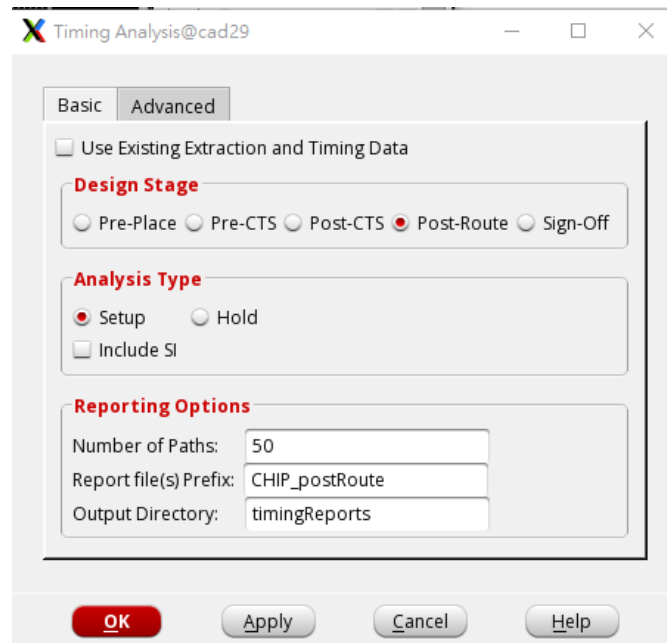 Timing Analysis@cad29
Basic Advanced
Use Existing Extraction and Timing Data
Design Stage
Pre-Place Pre-CTS Post-CTS Post-Route Sign-Off
Analysis Type
Setup Hold
Include SI
Reporting Options
Number of Paths: 50
Report file(s) Prefix: CHIP_postRoute
Output Directory: timingReports
OK Apply Cancel Help